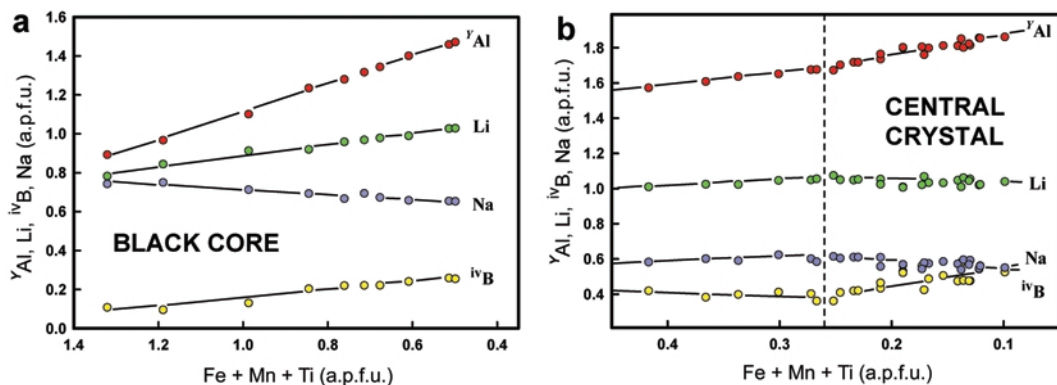 a
YAl, Li, ivB, Na (a.p.f.u.)
1.6
1.4
1.2
1.0
0.8
0.6
0.4
0.2
0.0
YAl
Li
Na
BLACK CORE
ivB
1.4 1.2 1.0 0.8 0.6 0.4
Fe + Mn + Ti (a.p.f.u.)
b
YAl, Li, ivB, Na (a.p.f.u.)
1.8
1.6
1.4
1.2
1.0
0.8
0.6
0.4
YAl
CENTRAL
CRYSTAL
Li
Na
ivB
0.4 0.3 0.2 0.1
Fe + Mn + Ti (a.p.f.u.)